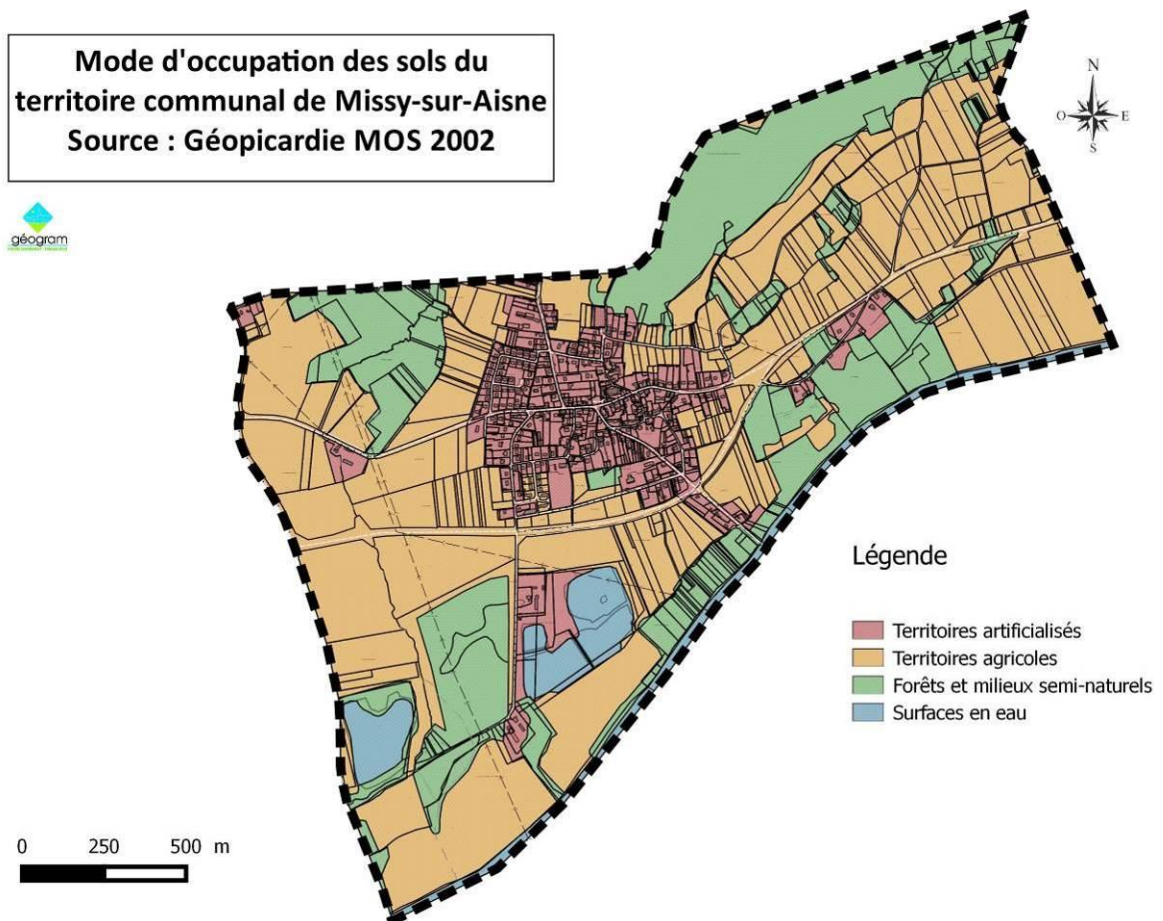 Mode d'occupation des sols du
territoire communal de Missy-sur-Aisne
Source : Géopicardie MOS 2002
géogram
N
O
E
S
Légende
Territoires artificialisés
Territoires agricoles
Forêts et milieux semi-naturels
Surfaces en eau
0 250 500 m